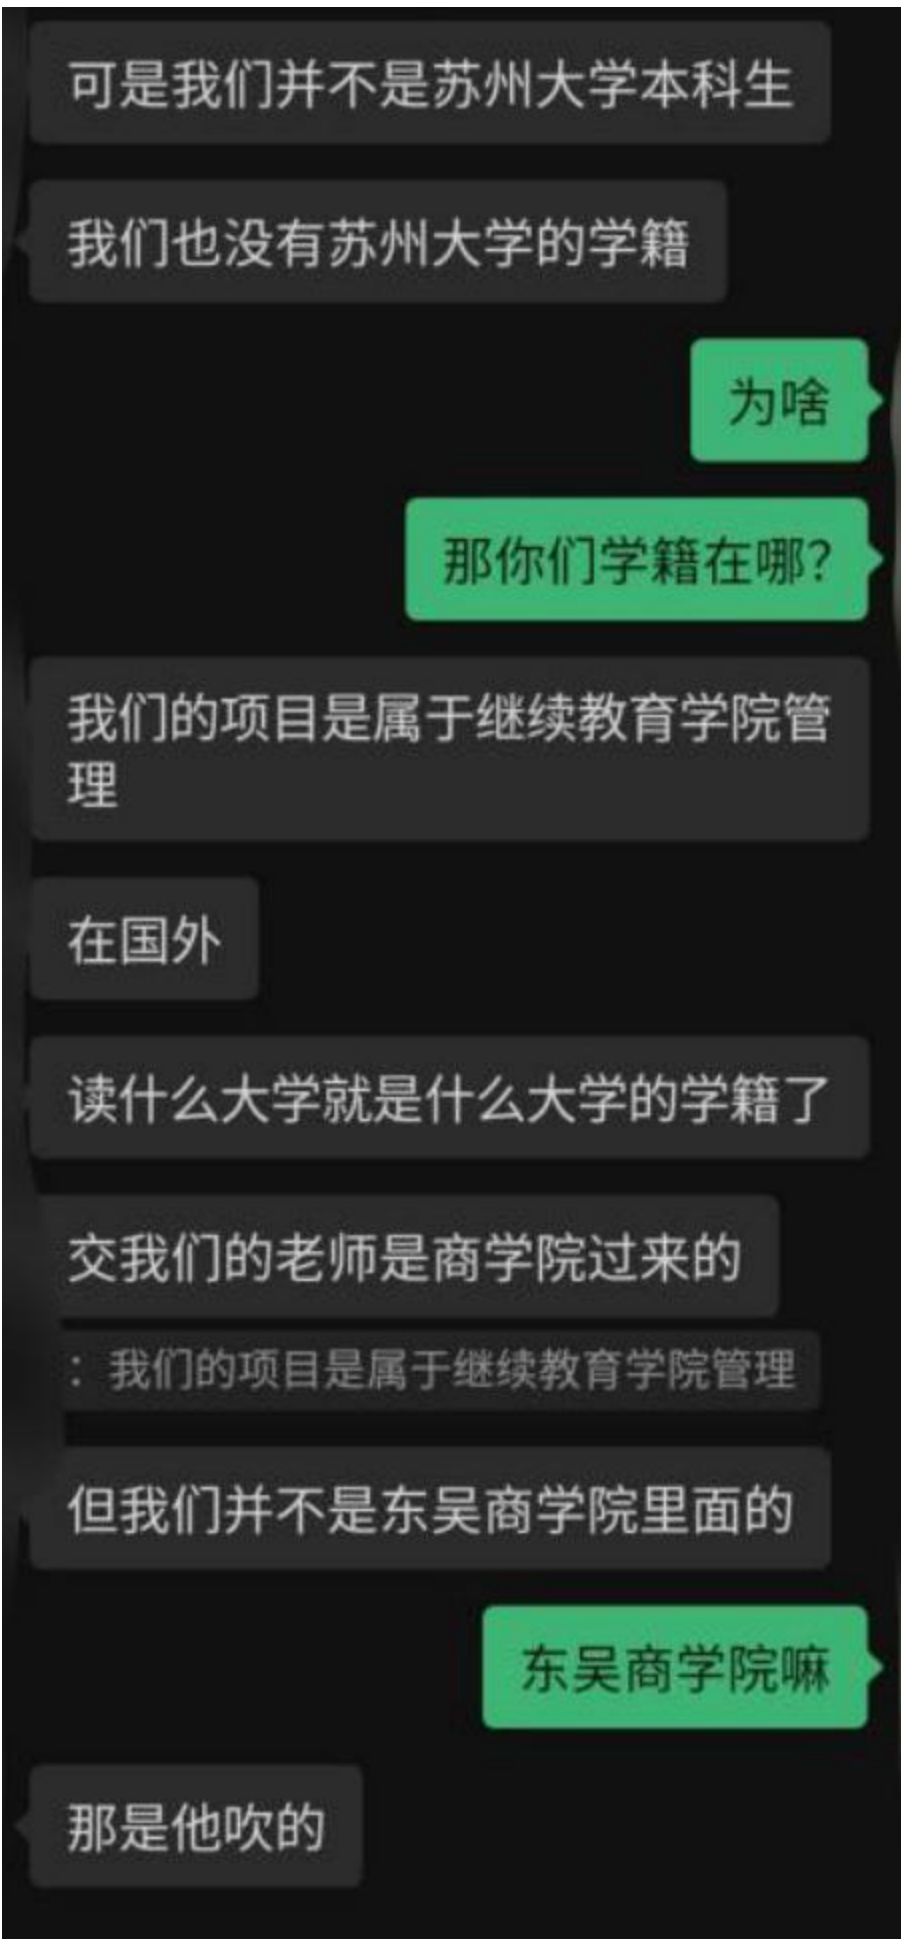 可是我们并不是苏州大学本科生
我们也没有苏州大学的学籍
为啥
那你们学籍在哪？
我们的项目是属于继续教育学院管
理
在国外
读什么大学就是什么大学的学籍了
交我们的老师是商学院过来的
：我们的项目是属于继续教育学院管理
但我们并不是东吴商学院里面的
东吴商学院嘛
那是他吹的